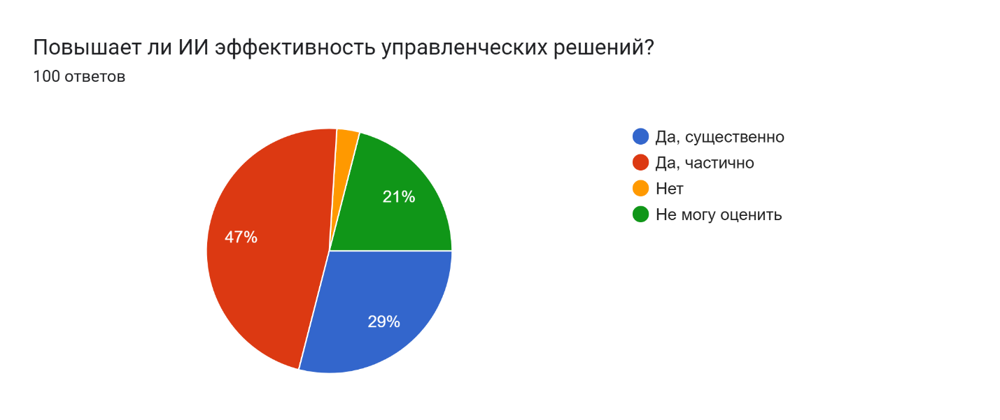 Повышает ли ИИ эффективность управленческих решений?
100 ответов
Да, существенно
Да, частично
Нет
Не могу оценить
21%
47%
29%